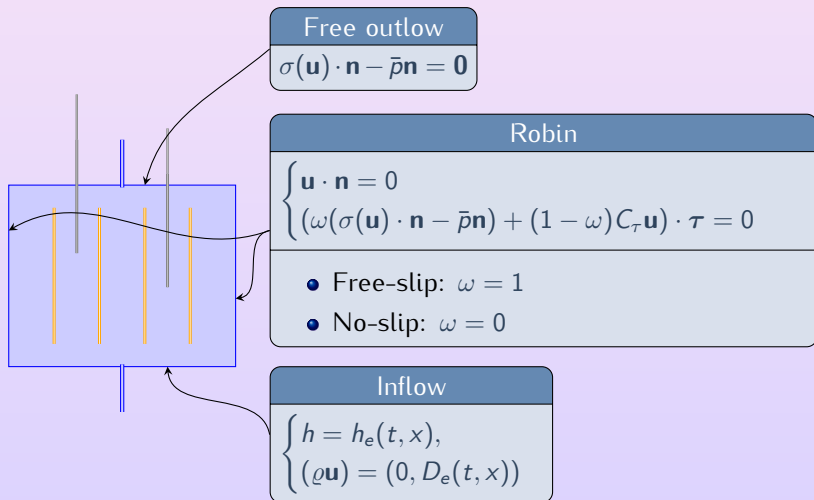 Free outlow
σ(𝐮) · 𝐧 − p̄𝐧 = 𝟎
Robin
𝐮 · 𝐧 = 0
(ω(σ(𝐮) · 𝐧 − p̄𝐧) + (1 − ω)C_τ𝐮) · 𝝉 = 0
Free-slip: ω = 1
No-slip: ω = 0
Inflow
h = h_e(t, x),
(ϱ𝐮) = (0, D_e(t, x))